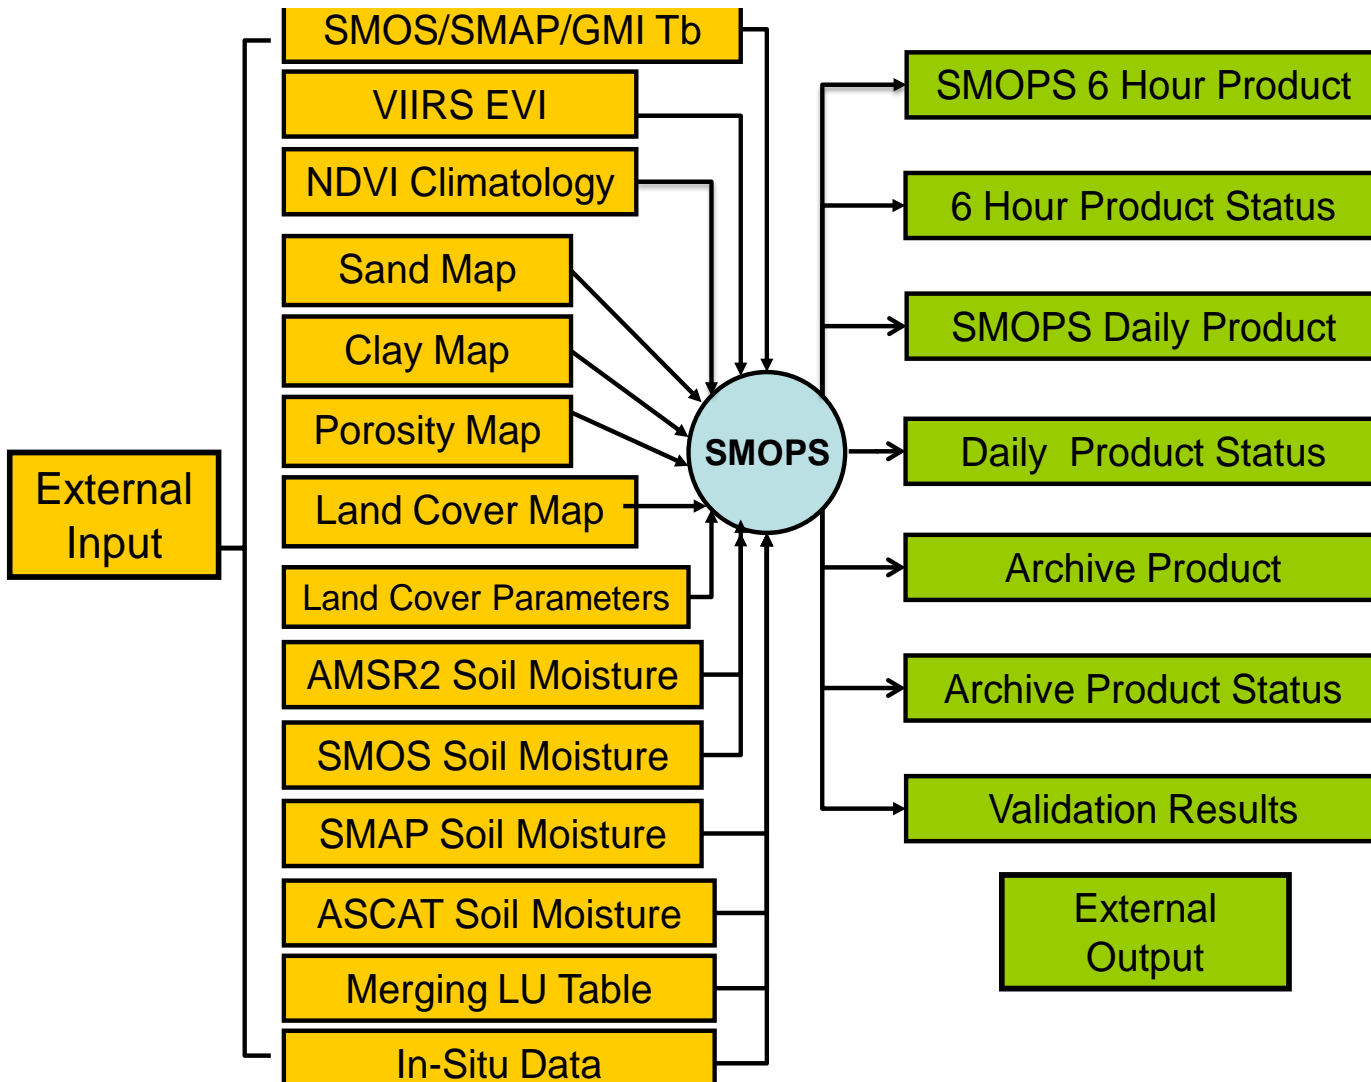 SMOS/SMAP/GMI Tb
VIIRS EVI
NDVI Climatology
Sand Map
Clay Map
Porosity Map
Land Cover Map
Land Cover Parameters
AMSR2 Soil Moisture
SMOS Soil Moisture
SMAP Soil Moisture
ASCAT Soil Moisture
Merging LU Table
In-Situ Data
External
Input
SMOPS
SMOPS 6 Hour Product
6 Hour Product Status
SMOPS Daily Product
Daily Product Status
Archive Product
Archive Product Status
Validation Results
External
Output